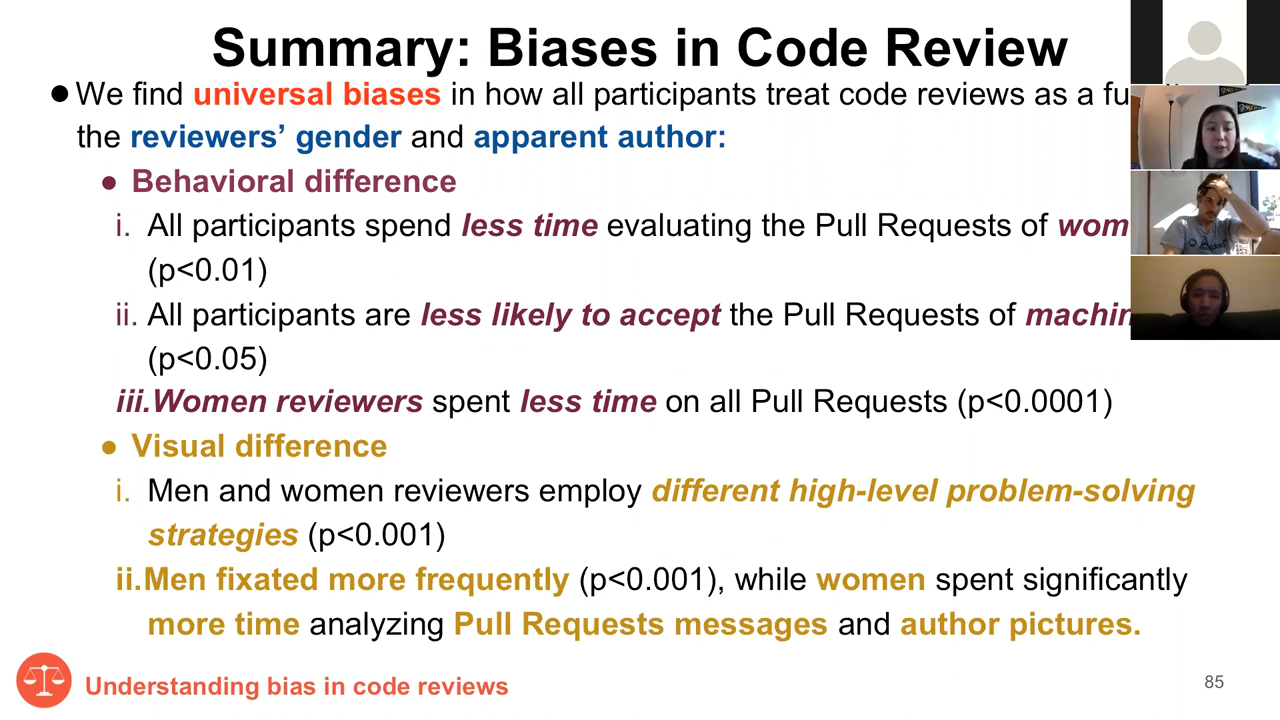 Summary: Biases in Code Review
● We find universal biases in how all participants treat code reviews as a
the reviewers’ gender and apparent author:
● Behavioral difference
i. All participants spend less time evaluating the Pull Requests of
(p<0.01)
ii. All participants are less likely to accept the Pull Requests of
(p<0.05)
iii.Women reviewers spent less time on all Pull Requests (p<0.0001)
● Visual difference
i. Men and women reviewers employ different high-level problem-solving
strategies (p<0.001)
ii.Men fixated more frequently (p<0.001), while women spent significantly
more time analyzing Pull Requests messages and author pictures.
Understanding bias in code reviews
85